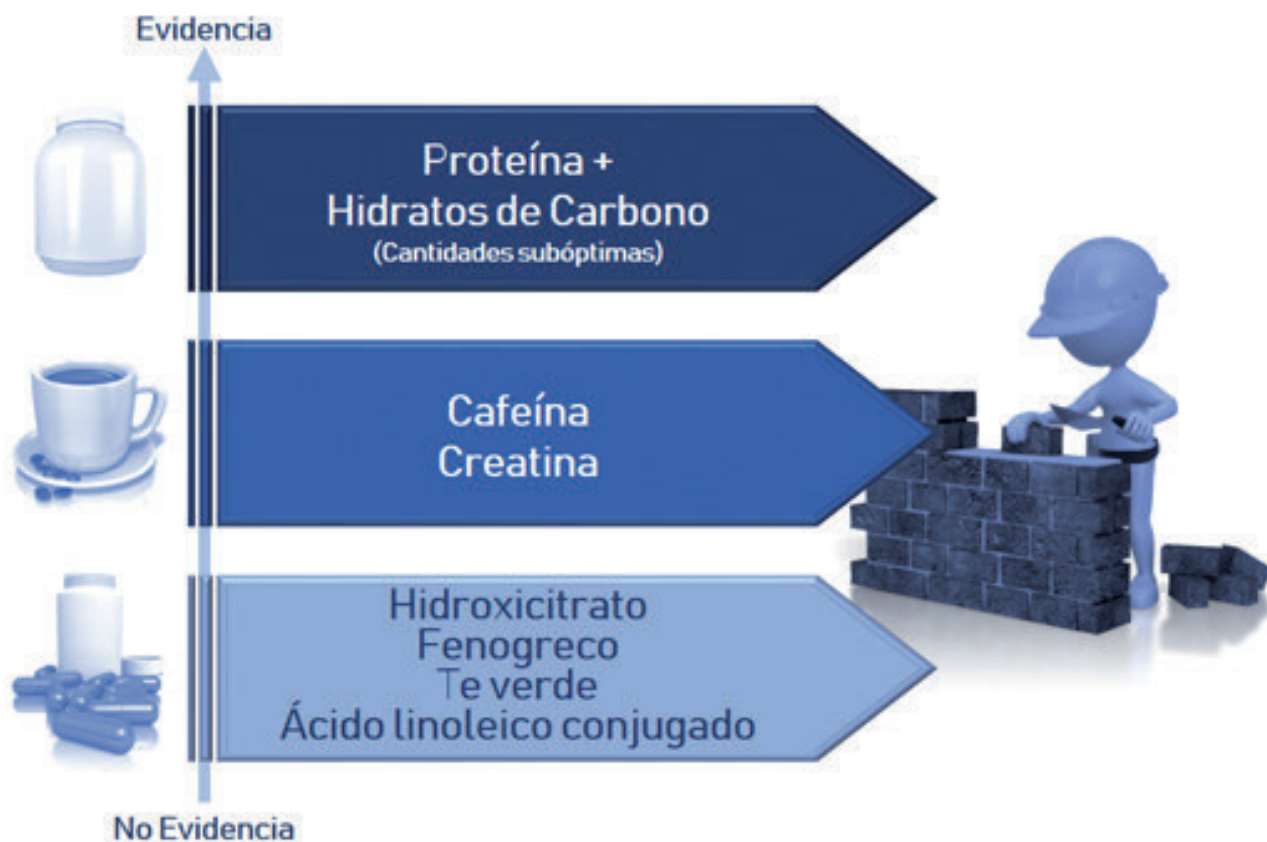 Evidencia
Proteína +
Hidratos de Carbono
(Cantidades subóptimas)
Cafeína
Creatina
Hidroxicitrato
Fenogreco
Te verde
Ácido linoleico conjugado
No Evidencia